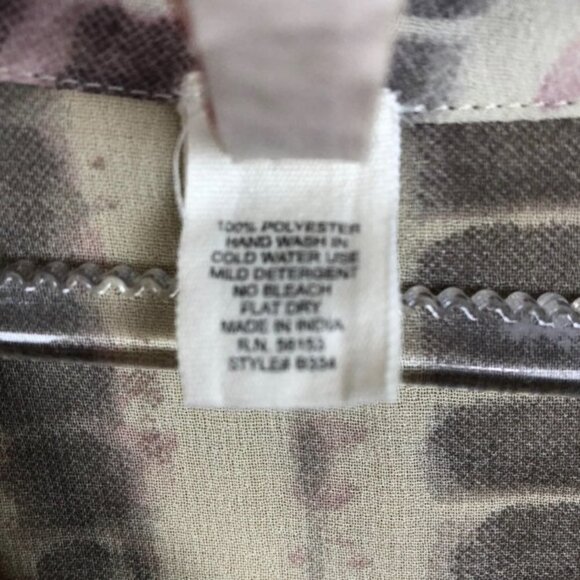 100% POLYESTER
HAND WASH IN
COLD WATER USE
MILD DETERGENT
NO BLEACH
FLAT DRY
MADE IN INDIA
R.N. 56153
STYLE# B334